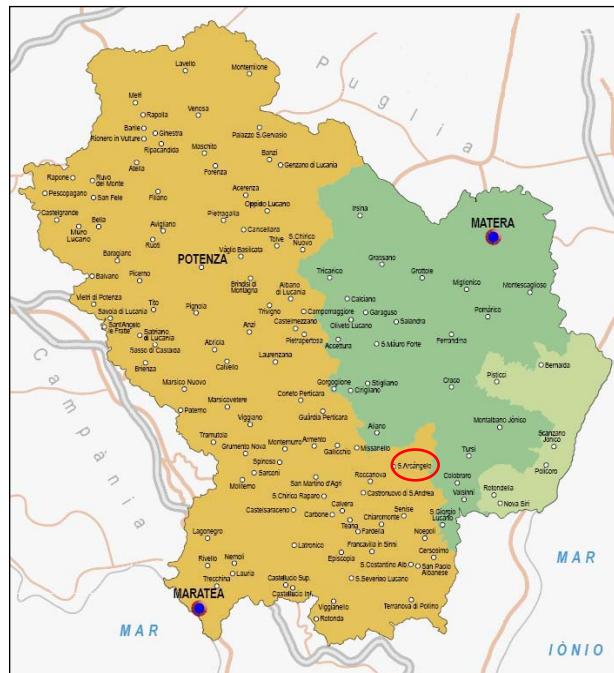 Lavello
Montemilone
Puglia
Melfi
Rapolla
Venosa
Barile
Ginestra
Rionero in Vulture
Ripacandida
Maschito
Palazzo S.Gervasio
Banzi
Genzano di Lucania
Atella
Forenza
Rapone
Ruvo
del Monte
Pescopagano
San Fele
Filiano
Acerenza
Oppido Lucano
Castelgrande
Muro
Lucano
Bella
Avigliano
Pietragalla
Cancellara
Irsina
MATERA
Ruoti
Vaglio Basilicata
Tolve
S.Chirico
Nuovo
Baragiano
POTENZA
Grassano
Grottole
Balvano
Picerno
Brindisi di
Montagna
Albano
di Lucania
Tricarico
Miglionico
Montescaglioso
Vietri di Potenza
Tito
Pignola
Trivigno
Campomaggiore
Calciano
Garaguso
Pomarico
Savoia di Lucania
Sant'Angelo
le Fratte
Satriano
di Lucania
Anzi
Castelmezzano
Oliveto Lucano
Salandra
Sasso di Castalda
Abriola
Pietrapertosa
Accettura
S.Mauro Forte
Ferrandina
Brienza
Calvello
Laurenzana
Bernalda
Campània
Marsico Nuovo
Gorgoglione
Stigliano
Cirigliano
Craco
Pisticci
Marsicovetere
Corleto Perticara
Paterno
Viggiano
Guardia Perticara
Aliano
Montalbano Jònico
Scanzano
Jonico
Tramutola
Grumento Nova
Montemurro
Armento
Gallicchio
Missanello
Tursi
Spinoso
Sarconi
S.Arcangelo
Policoro
Moliterno
San Martino d'Agri
Roccanova
Colobraro
Rotondella
S.Chirico Raparo
Castronuovo di S.Andrea
Valsinni
Nova Siri
Castelsaraceno
Carbone
Calvera
Teana
Senise
Chiaromonte
Fardella
S.Giorgio
Lucano
Lagonegro
Latronico
Episcopia
Francavilla in Sinni
Noepoli
Cersosimo
Rivello
Nemoli
Lauria
S.Costantino Alb.
San Paolo
Albanese
Trecchina
Castelluccio Sup.
Castelluccio Inf.
S.Severino Lucano
MARATEA
Viggianello
Rotonda
Terranova di Pollino
MAR
MAR
IÒNIO